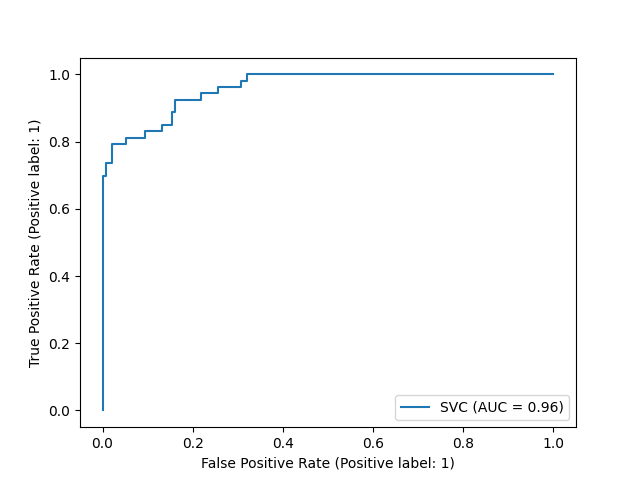 1.0
0.8
0.6
0.4
0.2
0.0
True Positive Rate (Positive label: 1)
SVC (AUC = 0.96)
0.0 0.2 0.4 0.6 0.8 1.0
False Positive Rate (Positive label: 1)